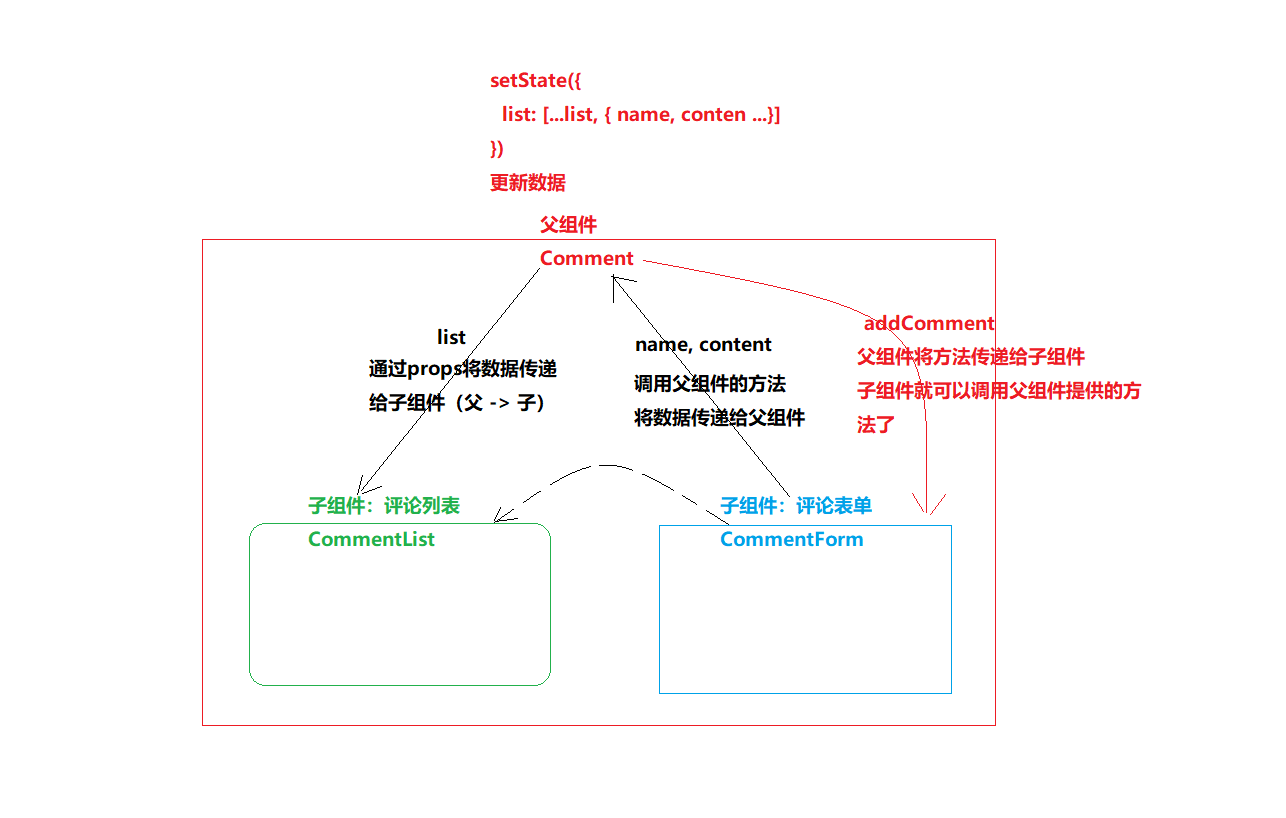 setState({
list: [...list, { name, conten ...}]
})
更新数据
父组件
Comment
list
通过props将数据传递
给子组件（父 -> 子）
name, content
调用父组件的方法
将数据传递给父组件
addComment
父组件将方法传递给子组件
子组件就可以调用父组件提供的方
法了
子组件：评论列表
CommentList
子组件：评论表单
CommentForm